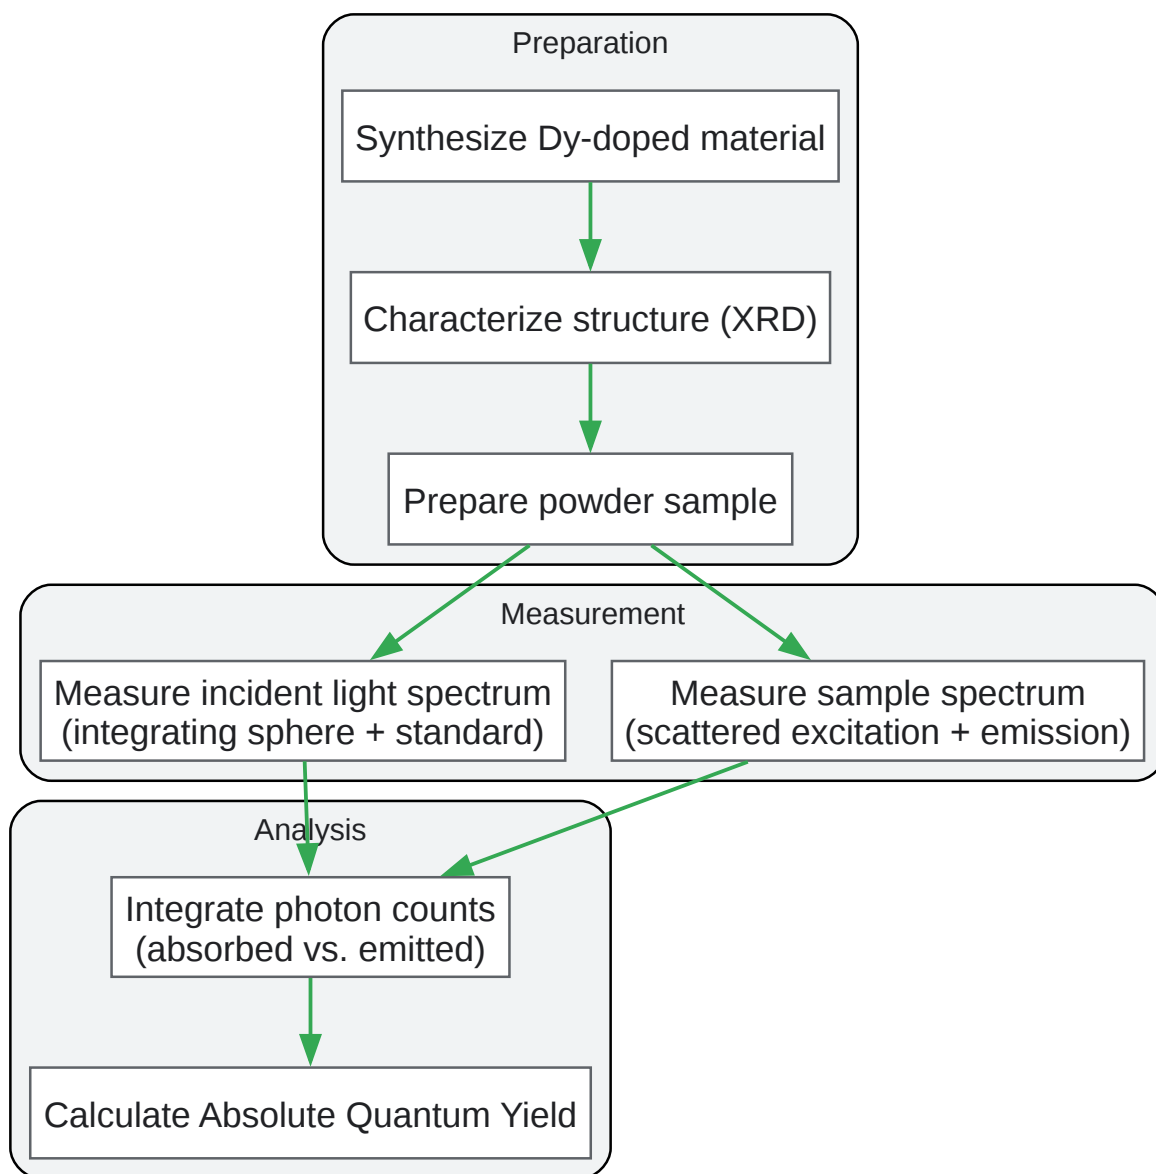 Preparation
Synthesize Dy-doped material
Characterize structure (XRD)
Prepare powder sample
Measurement
Measure incident light spectrum
(integrating sphere + standard)
Measure sample spectrum
(scattered excitation + emission)
Analysis
Integrate photon counts
(absorbed vs. emitted)
Calculate Absolute Quantum Yield